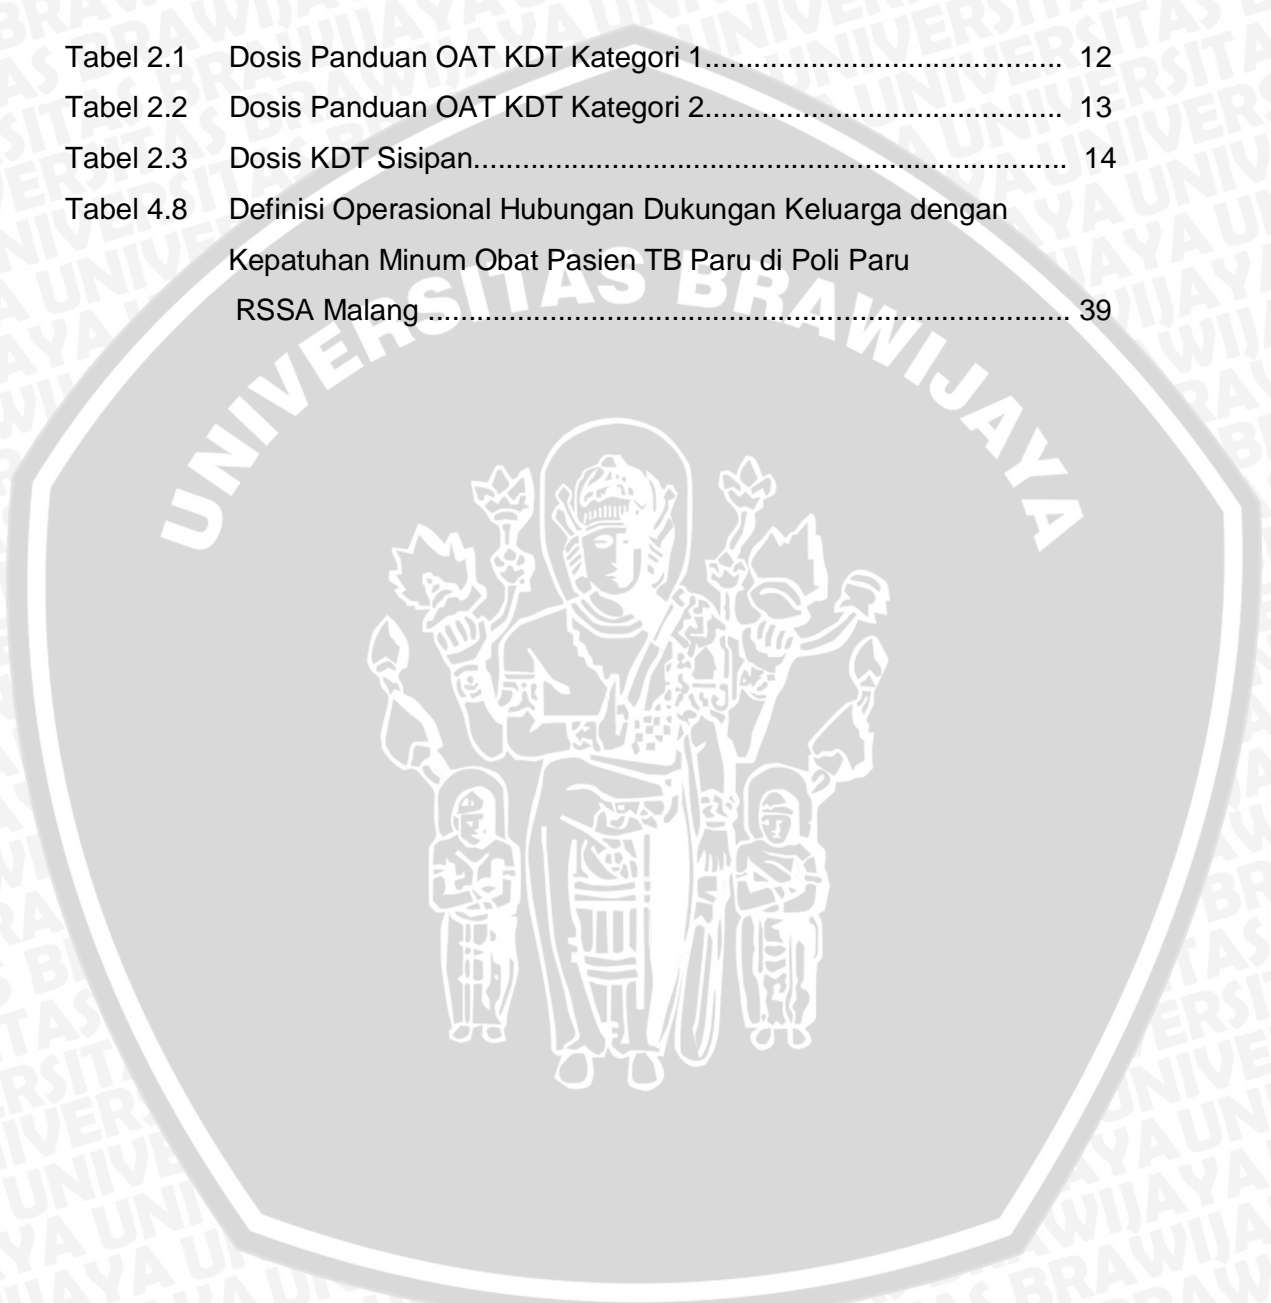 Tabel 2.1 Dosis Panduan OAT KDT Kategori 1............................................ 12
Tabel 2.2 Dosis Panduan OAT KDT Kategori 2............................................ 13
Tabel 2.3 Dosis KDT Sisipan......................................................................... 14
Tabel 4.8 Definisi Operasional Hubungan Dukungan Keluarga dengan
Kepatuhan Minum Obat Pasien TB Paru di Poli Paru
RSSA Malang ............................................................................... 39
UNIVERSITAS BRAWIJAYA